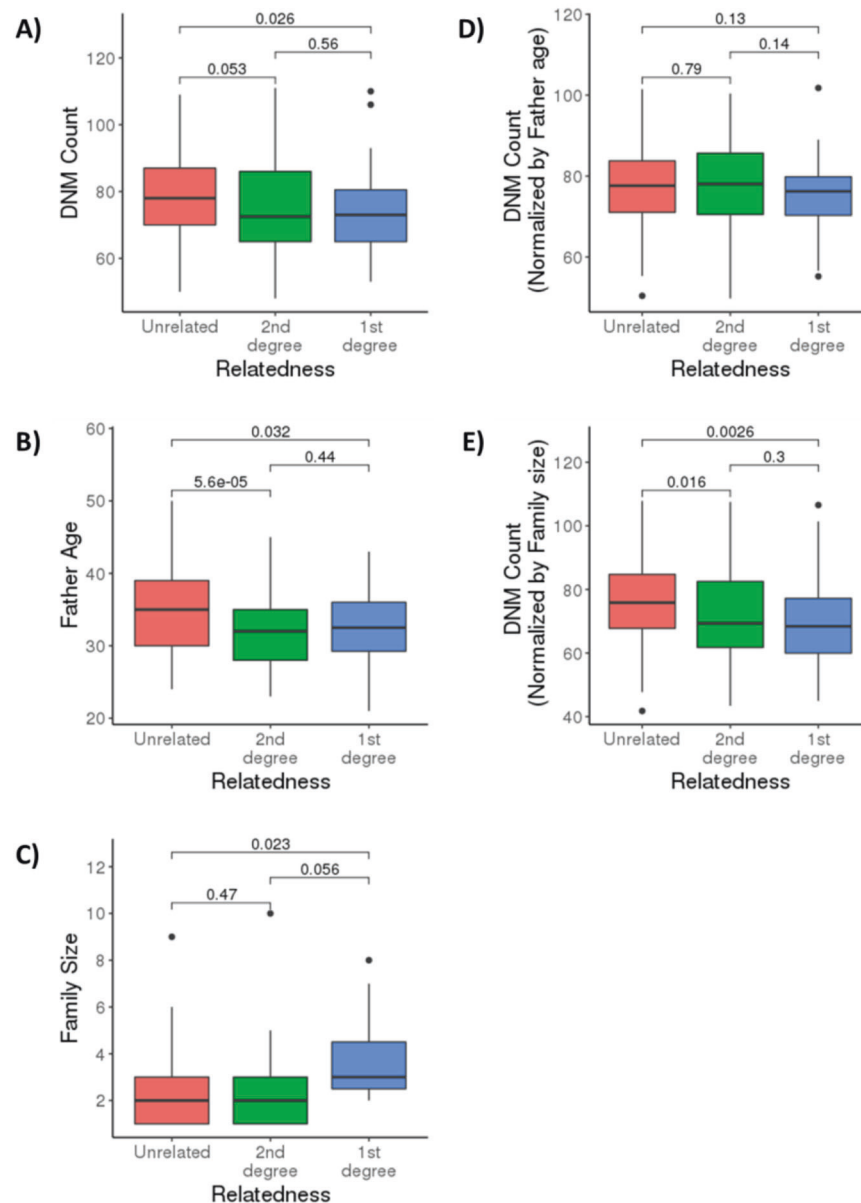 A)
DNM Count
120
100
80
60
0.026
0.56
0.053
Unrelated
2nd
degree
1st
degree
Relatedness
D)
DNM Count
(Normalized by Father age)
120
100
80
60
0.13
0.14
0.79
Unrelated
2nd
degree
1st
degree
Relatedness
B)
Father Age
60
50
40
30
20
0.032
0.44
5.6e-05
Unrelated
2nd
degree
1st
degree
Relatedness
E)
DNM Count
(Normalized by Family size)
120
100
80
60
40
0.0026
0.3
0.016
Unrelated
2nd
degree
1st
degree
Relatedness
C)
Family Size
12
10
8
6
4
2
0.023
0.056
0.47
Unrelated
2nd
degree
1st
degree
Relatedness